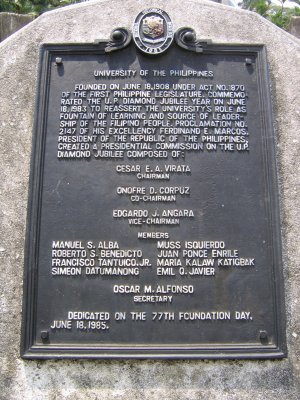 UNIVERSITY OF THE PHILIPPINES
FOUNDED ON JUNE 18,1908 UNDER ACT NO.1870
OF THE FIRST PHILIPPINE LEGISLATURE. COMMEMO-
RATED THE U.P. DIAMOND JUBILEE YEAR ON JUNE
18,1983 TO REASSERT THE UNIVERSITY'S ROLE AS
FOUNTAIN OF LEARNING AND SOURCE OF LEADER-
SHIP OF THE FILIPINO PEOPLE. PROCLAMATION NO.
2147 OF HIS EXCELLENCY FERDINAND E. MARCOS,
PRESIDENT OF THE REPUBLIC OF THE PHILIPPINES,
CREATED A PRESIDENTIAL COMMISSION ON THE U.P.
DIAMOND JUBILEE COMPOSED OF:
CESAR E. A. VIRATA
CHAIRMAN
ONOFRE D. CORPUZ
CO-CHAIRMAN
EDGARDO J. ANGARA
VICE-CHAIRMAN
MEMBERS
MANUEL S. ALBA MUSS IZQUIERDO
ROBERTO S. BENEDICTO JUAN PONCE ENRILE
FRANCISCO TANTUICO, JR. MARIA KALAW KATIGBAK
SIMEON DATUMANONG EMIL Q. JAVIER
OSCAR M. ALFONSO
SECRETARY
DEDICATED ON THE 77TH FOUNDATION DAY,
JUNE 18,1985.